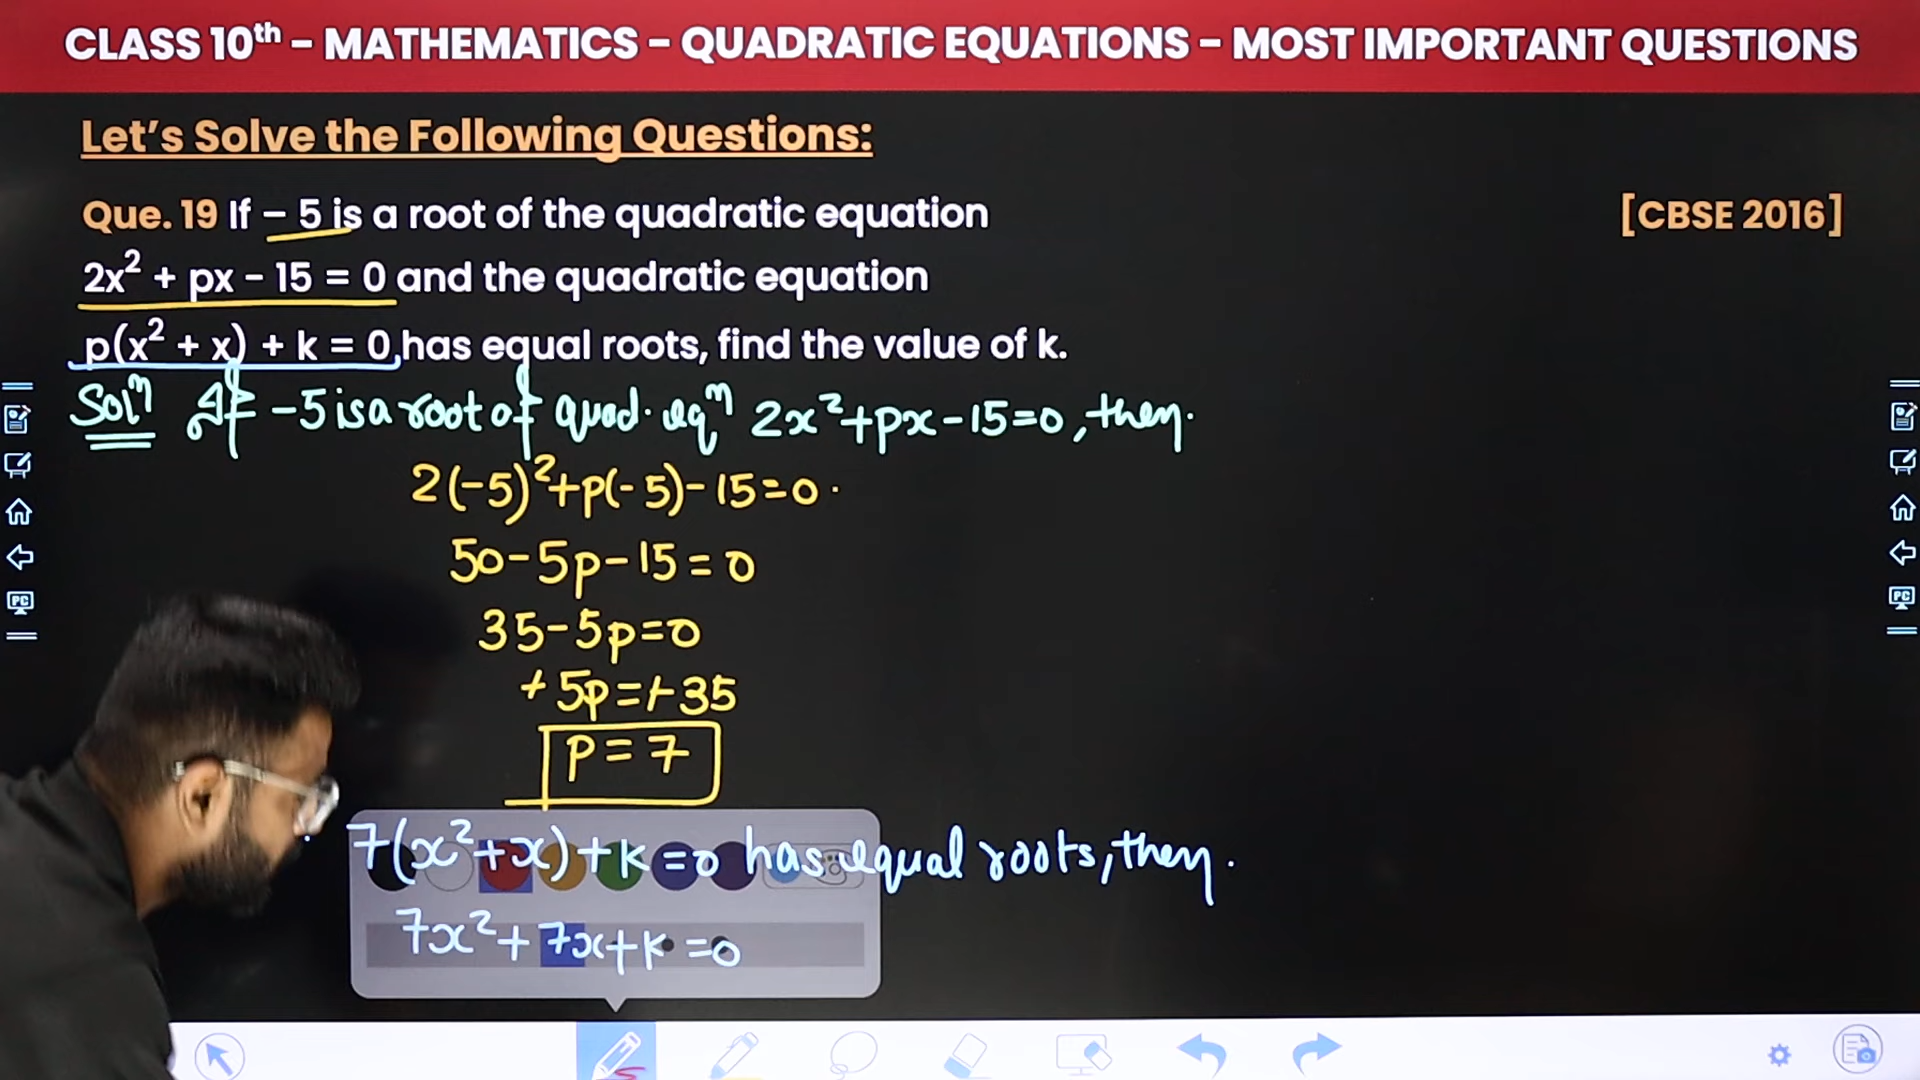 CLASS 10th – MATHEMATICS – QUADRATIC EQUATIONS – MOST IMPORTANT QUESTIONS
Let's Solve the Following Questions:
Que. 19 If – 5 is a root of the quadratic equation [CBSE 2016]
2x² + px – 15 = 0 and the quadratic equation
p(x² + x) + k = 0 has equal roots, find the value of k.
Solⁿ If -5 is a root of quad. eqⁿ 2x²+px-15=0, then.
2(-5)²+p(-5)-15=0.
50-5p-15=0
35-5p=0
+5p=+35
P=7
7(x²+x)+k=0 has equal roots, then.
7x²+7x+k=0
PC
PC